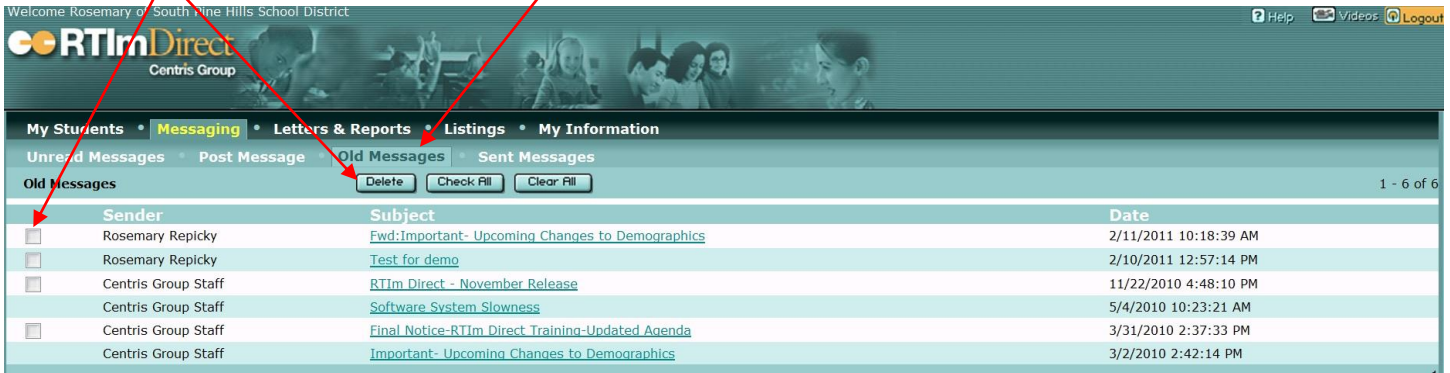 Welcome Rosemary of South Pine Hills School District
Help Videos Logout
RTImDirect
Centris Group
My Students • Messaging • Letters & Reports • Listings • My Information
Unread Messages • Post Message • Old Messages • Sent Messages
Old Messages Delete Check All Clear All 1 - 6 of 6
Sender Subject Date
Rosemary Repicky Fwd:Important- Upcoming Changes to Demographics 2/11/2011 10:18:39 AM
Rosemary Repicky Test for demo 2/10/2011 12:57:14 PM
Centris Group Staff RTIm Direct - November Release 11/22/2010 4:48:10 PM
Centris Group Staff Software System Slowness 5/4/2010 10:23:21 AM
Centris Group Staff Final Notice-RTIm Direct Training-Updated Agenda 3/31/2010 2:37:33 PM
Centris Group Staff Important- Upcoming Changes to Demographics 3/2/2010 2:42:14 PM